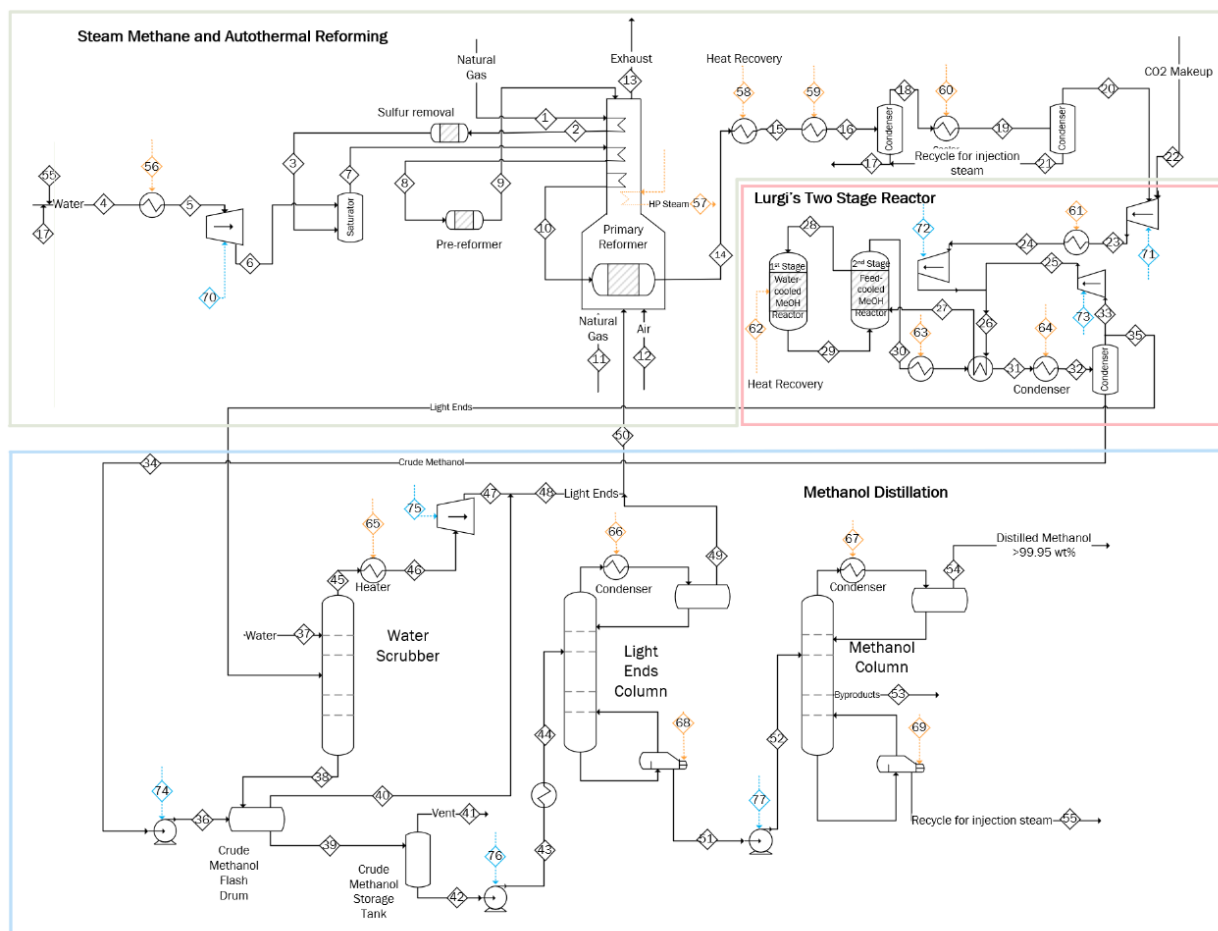 Steam Methane and Autothermal Reforming
Natural
Gas
Exhaust
13
Heat Recovery
58
59
60
18
20
CO2 Makeup
Sulfur removal
1
2
15
16
Condenser
19
Condenser
17
Recycle for injection
steam
21
22
3
7
8
9
56
55
Water
4
5
17
6
70
Saturator
Pre-reformer
10
HP Steam
57
Primary
Reformer
14
Natural
Gas
Air
11
12
Lurgi's Two Stage Reactor
72
61
28
24
23
71
25
1st Stage
Water-
cooled
MeOH
Reactor
2nd Stage
Feed-
cooled
MeOH
Reactor
27
26
73
33
35
62
29
30
63
64
31
32
Condenser
Condenser
Heat Recovery
Light Ends
50
34
Crude Methanol
Methanol Distillation
75
47
48
Light Ends
65
45
46
Heater
66
Condenser
49
67
Condenser
54
Distilled Methanol
>99.95 wt%
Water
37
Water
Scrubber
Light
Ends
Column
Methanol
Column
Byproducts
53
44
68
52
69
38
74
40
36
Vent
41
77
39
43
76
51
Recycle for injection steam
55
Crude
Methanol
Flash
Drum
Crude
Methanol
Storage
Tank
42